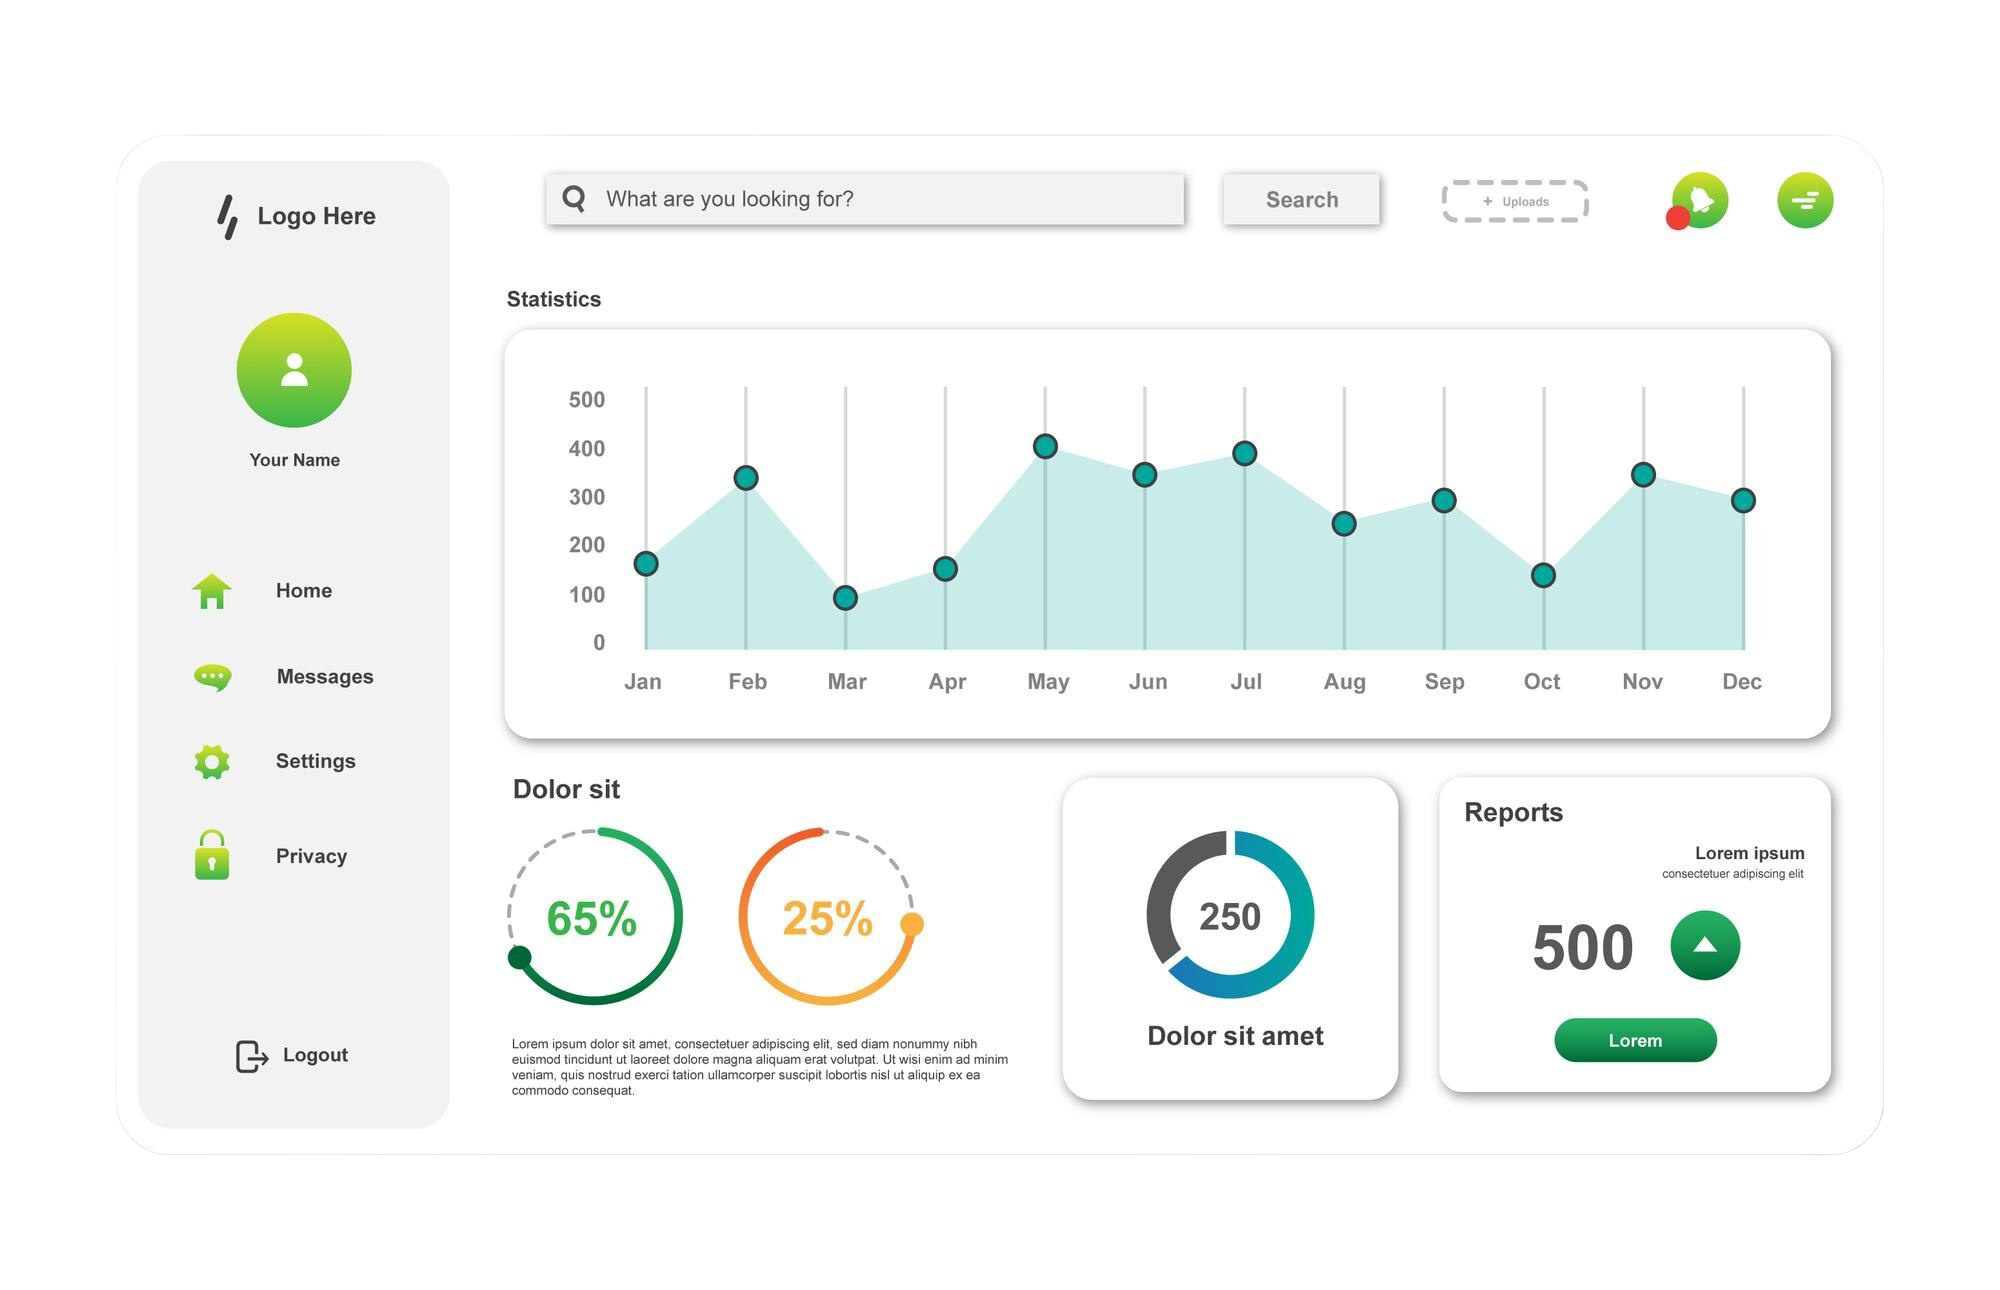 Logo Here
Your Name
Home
Messages
Settings
Privacy
Logout
What are you looking for?
Search
+ Uploads
Statistics
500
400
300
200
100
0
Jan Feb Mar Apr May Jun Jul Aug Sep Oct Nov Dec
Dolor sit
65% 25%
Lorem ipsum dolor sit amet, consectetuer adipiscing elit, sed diam nonummy nibh
euismod tincidunt ut laoreet dolore magna aliquam erat volutpat. Ut wisi enim ad minim
veniam, quis nostrud exerci tation ullamcorper suscipit lobortis nisl ut aliquip ex ea
commodo consequat.
250
Dolor sit amet
Reports
Lorem ipsum
consectetuer adipiscing elit
500
Lorem